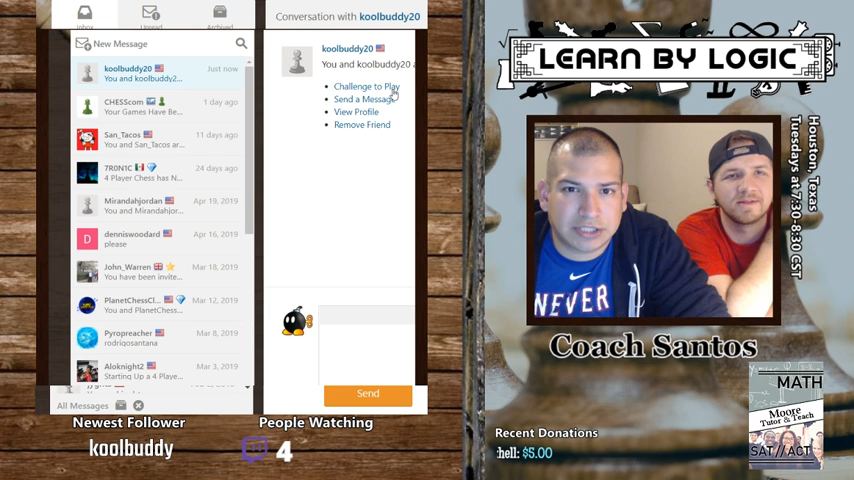 Inbox
Unread
Archived
New Message
koolbuddy20
Just now
You and koolbuddy2...
CHESScom
1 day ago
Your Games Have Be...
San_Tacos
11 days ago
You and San_Tacos ar...
7R0N1C
24 days ago
4 Player Chess has N...
Mirandahjordan
Apr 19, 2019
You and Mirandahjor...
denniswoodard
Apr 16, 2019
D
please
John_Warren
Mar 18, 2019
You have been invite...
PlanetChessCl...
Mar 12, 2019
You and PlanetChess...
Pyropreacher
Mar 8, 2019
rodriqosantana
Aloknight2
Mar 3, 2019
Starting Up a 4 Playe...
All Messages
Conversation with koolbuddy20
koolbuddy20
You and koolbuddy20 a
Challenge to Play
Send a Message
View Profile
Remove Friend
Send
Newest Follower
koolbuddy
People Watching
4
LEARN BY LOGIC
Houston, Texas
Tuesdays at 7:30-8:30 CST
NEVER
Coach Santos
Recent Donations
hell: $5.00
MATH
Moore
Tutor & Teach
SAT//ACT